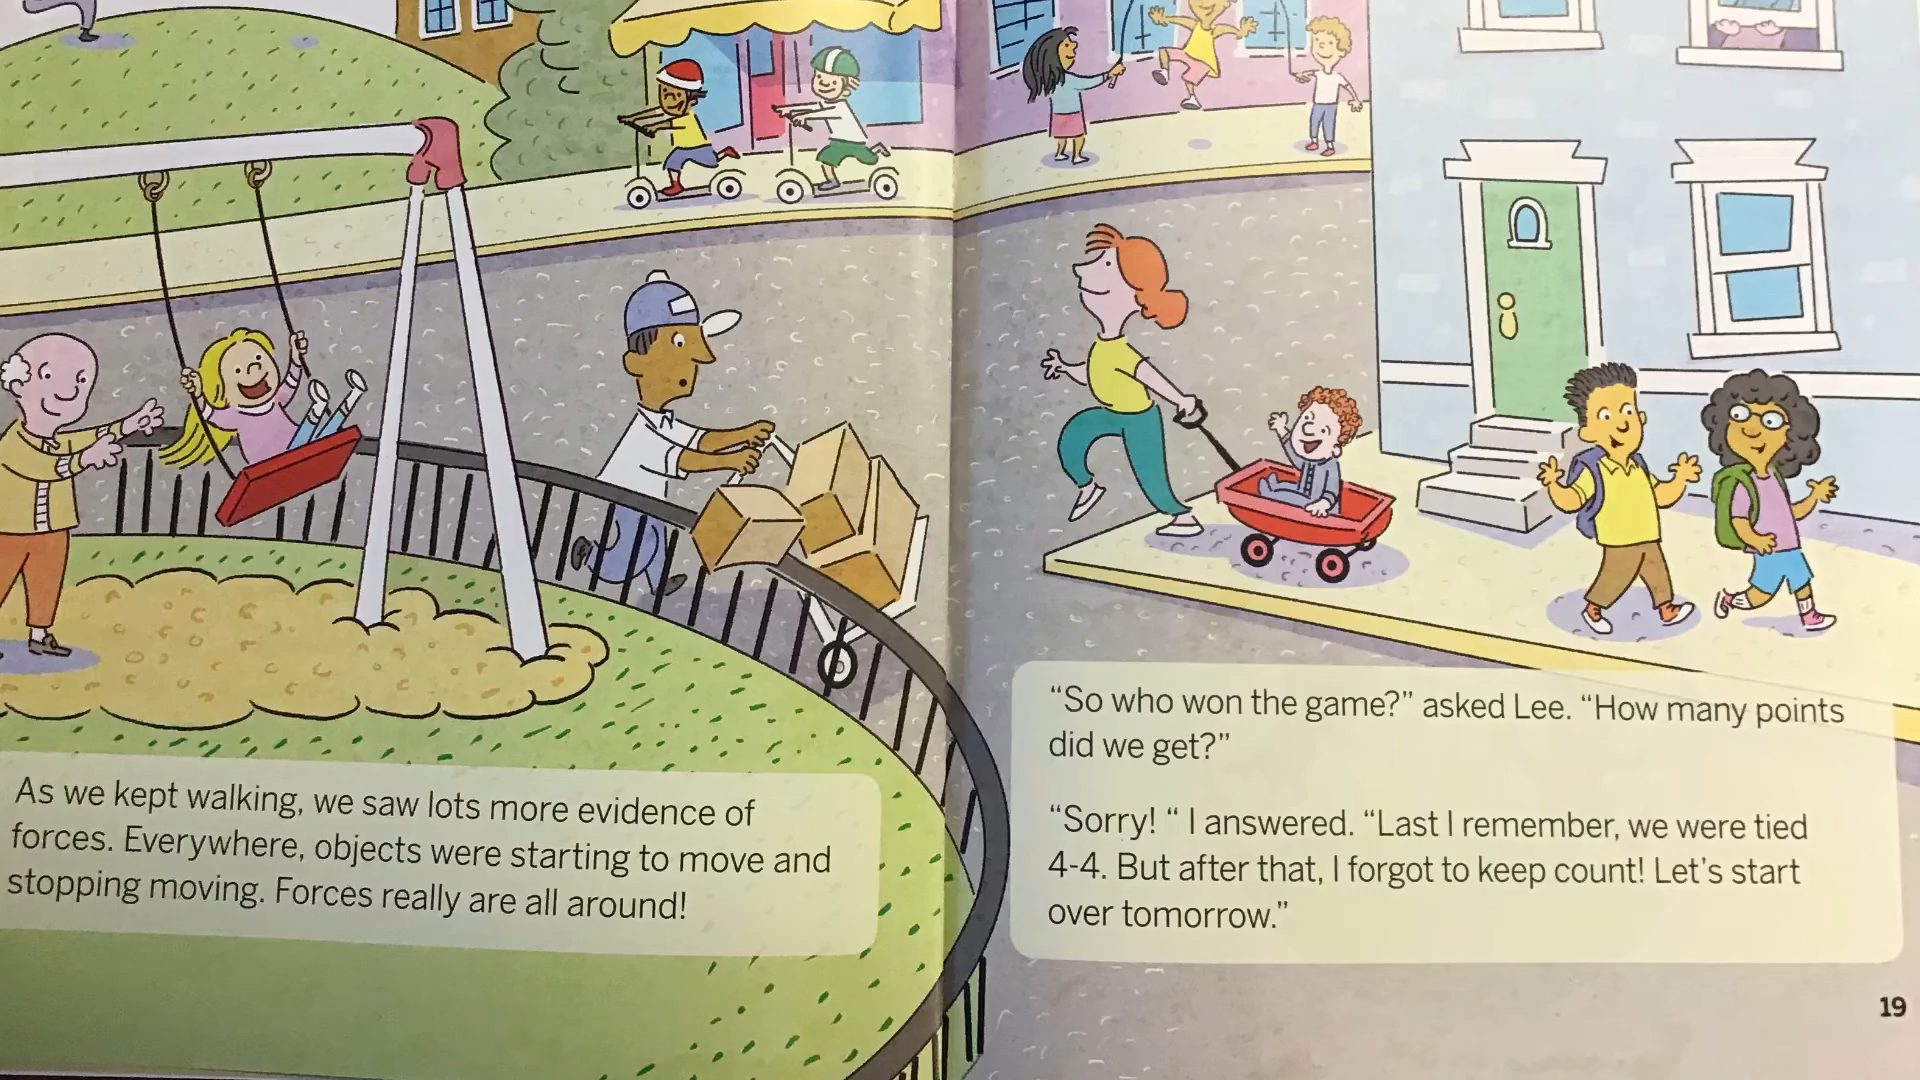 As we kept walking, we saw lots more evidence of
forces. Everywhere, objects were starting to move and
stopping moving. Forces really are all around!
“So who won the game?” asked Lee. “How many points
did we get?”
“Sorry! “ I answered. “Last I remember, we were tied
4-4. But after that, I forgot to keep count! Let’s start
over tomorrow.”
19